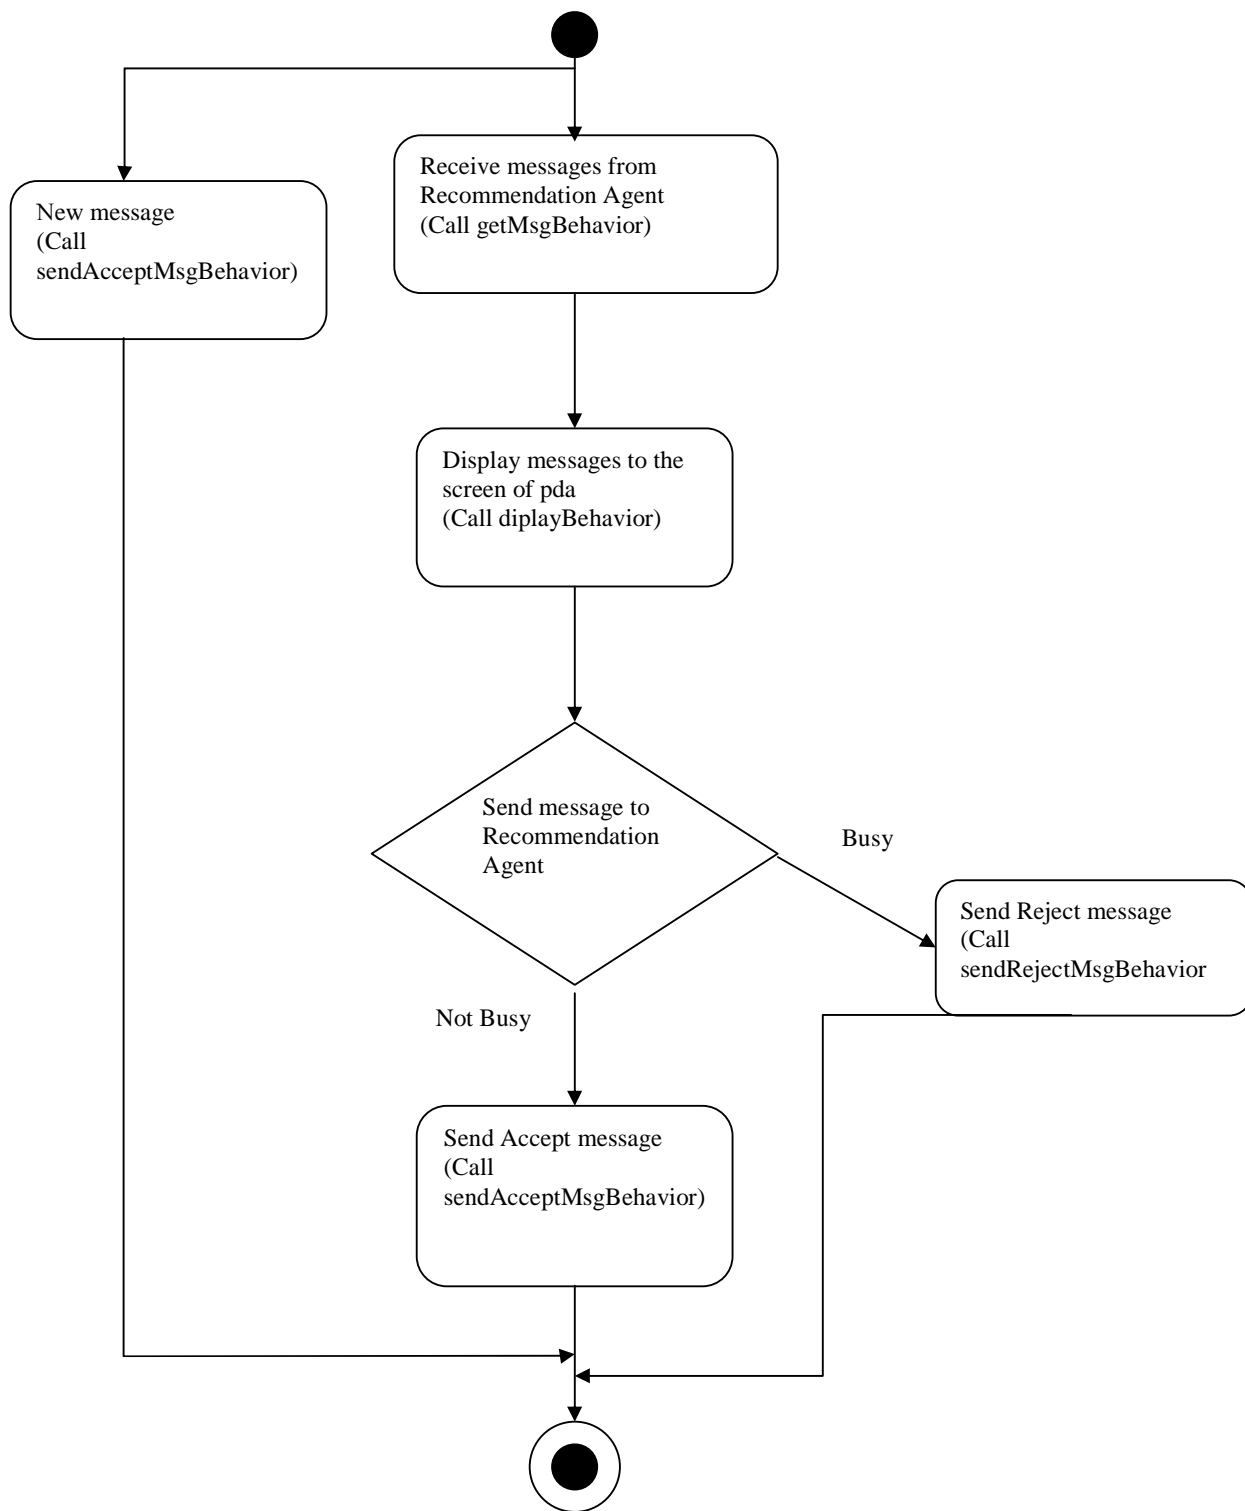 Receive messages from
Recommendation Agent
(Call getMsgBehavior)
New message
(Call
sendAcceptMsgBehavior)
Display messages to the
screen of pda
(Call diplayBehavior)
Send message to
Recommendation
Agent
Busy
Send Reject message
(Call
sendRejectMsgBehavior
Not Busy
Send Accept message
(Call
sendAcceptMsgBehavior)